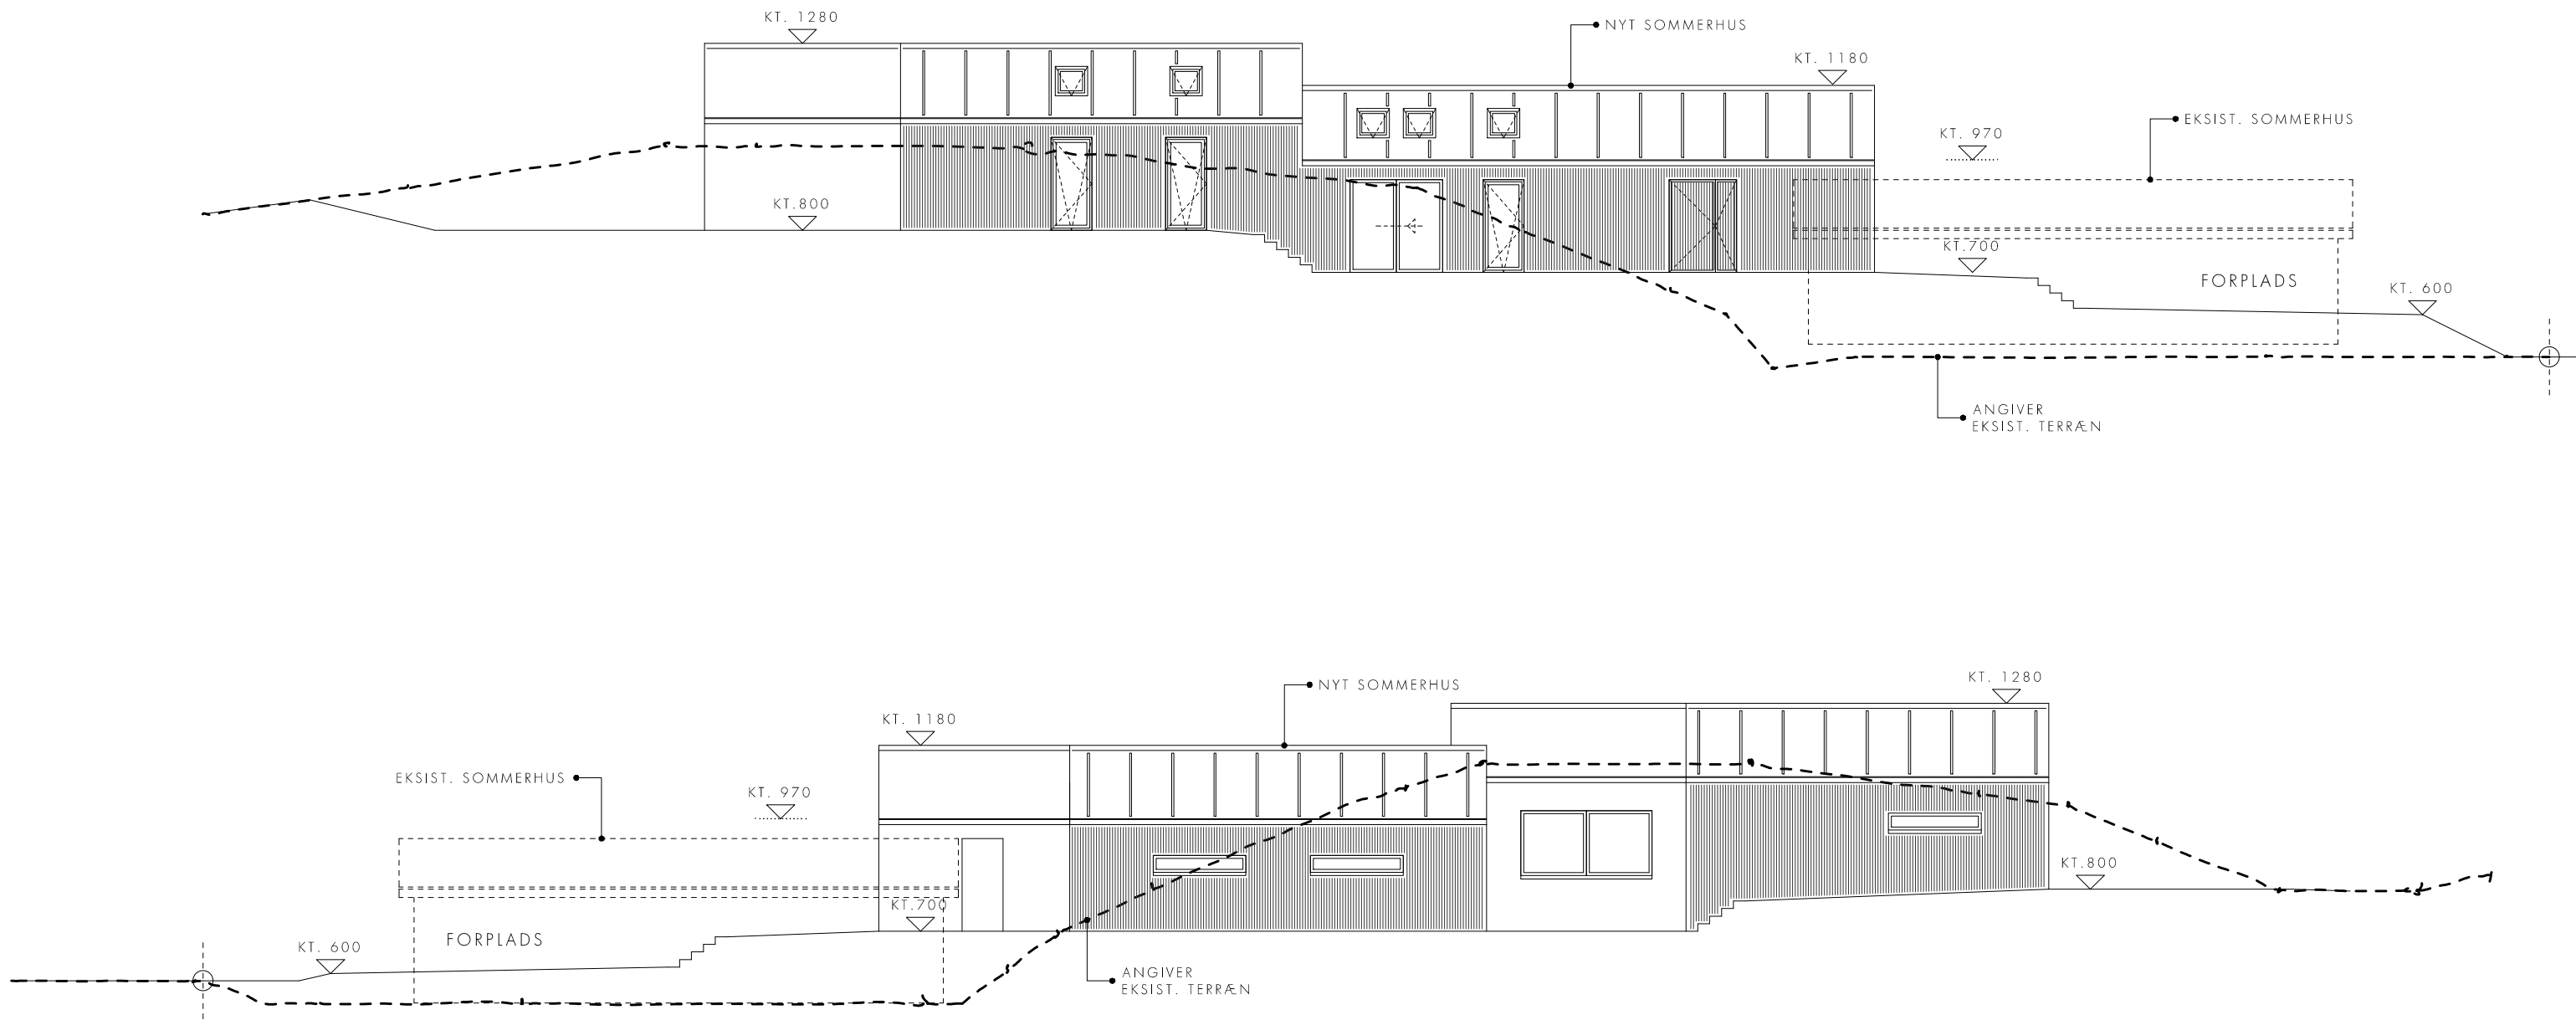 KT. 1280
NYT SOMMERHUS
KT. 1180
EKSIST. SOMMERHUS
KT. 970
KT.800
KT.700
FORPLADS
KT. 600
ANGIVER
EKSIST. TERRÆN
KT. 1280
NYT SOMMERHUS
KT. 1180
EKSIST. SOMMERHUS
KT. 970
KT.800
KT.700
FORPLADS
KT. 600
ANGIVER
EKSIST. TERRÆN